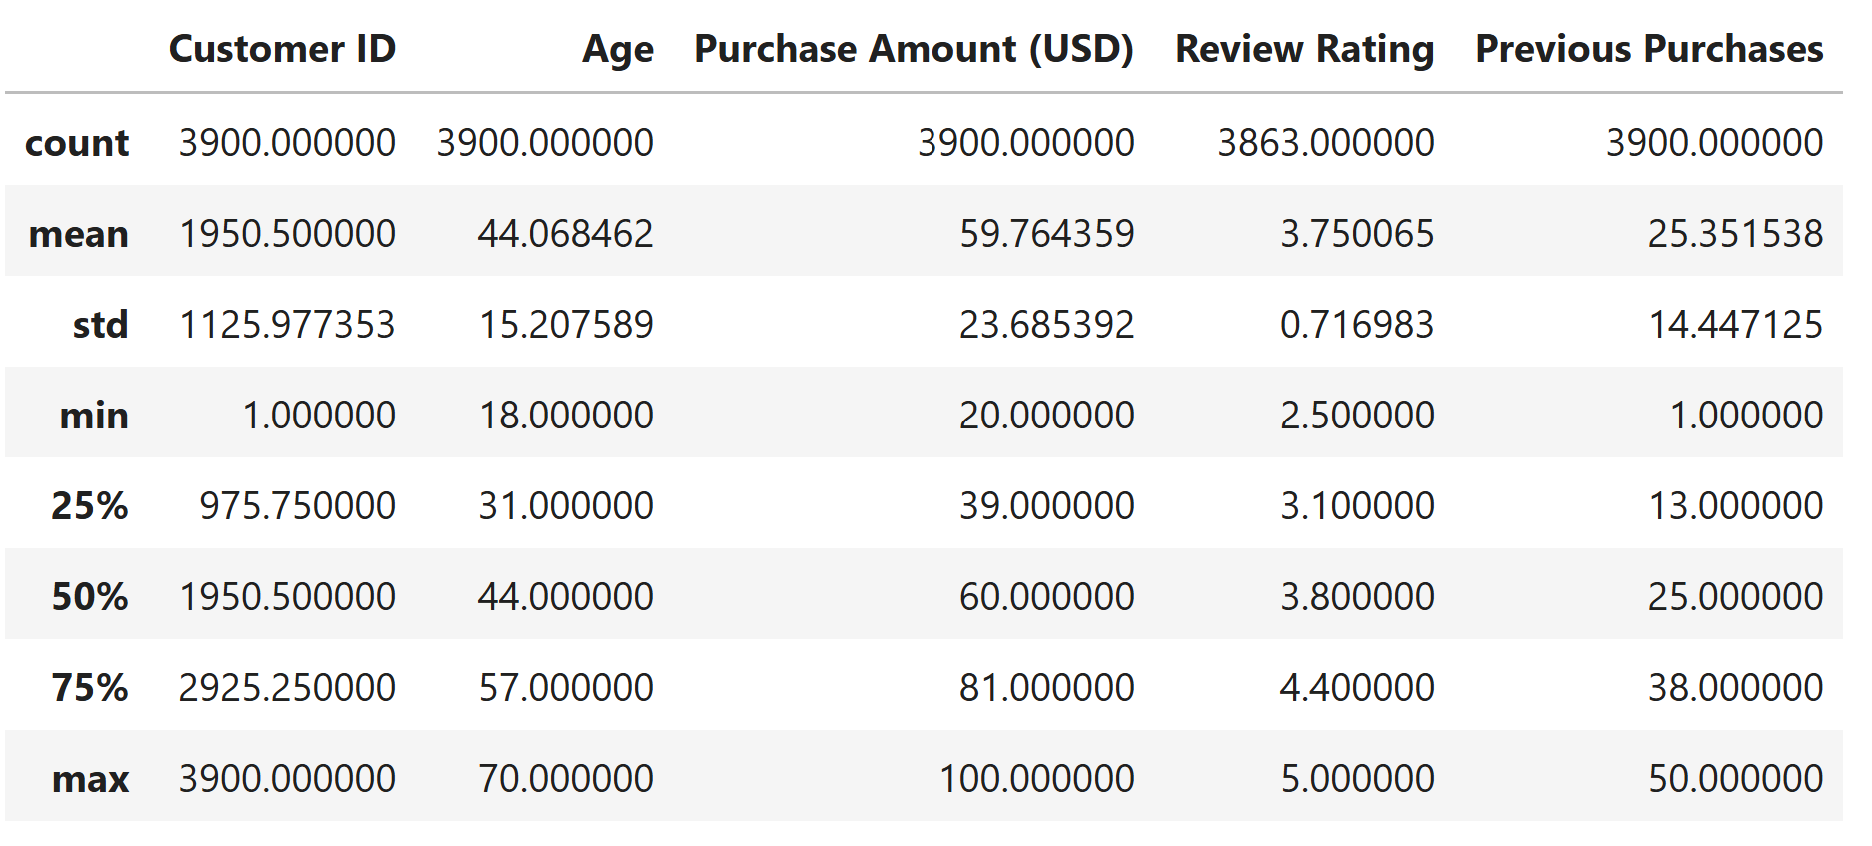 Customer ID Age Purchase Amount (USD) Review Rating Previous Purchases
count 3900.000000 3900.000000 3900.000000 3863.000000 3900.000000
mean 1950.500000 44.068462 59.764359 3.750065 25.351538
std 1125.977353 15.207589 23.685392 0.716983 14.447125
min 1.000000 18.000000 20.000000 2.500000 1.000000
25% 975.750000 31.000000 39.000000 3.100000 13.000000
50% 1950.500000 44.000000 60.000000 3.800000 25.000000
75% 2925.250000 57.000000 81.000000 4.400000 38.000000
max 3900.000000 70.000000 100.000000 5.000000 50.000000